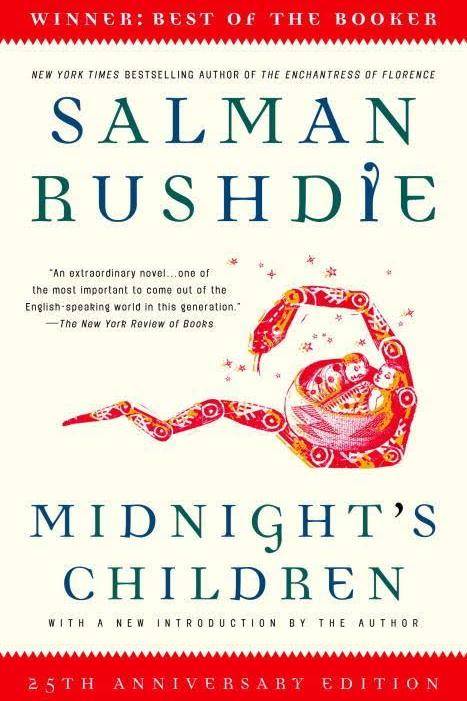 WINNER: BEST OF THE BOOKER
NEW YORK TIMES BESTSELLING AUTHOR OF THE ENCHANTRESS OF FLORENCE
SALMAN
RUSHDIE
"An extraordinary novel...one of
the most important to come out of the
English-speaking world in this generation."
—The New York Review of Books
MIDNIGHT'S
CHILDREN
WITH A NEW INTRODUCTION BY THE AUTHOR
25TH ANNIVERSARY EDITION